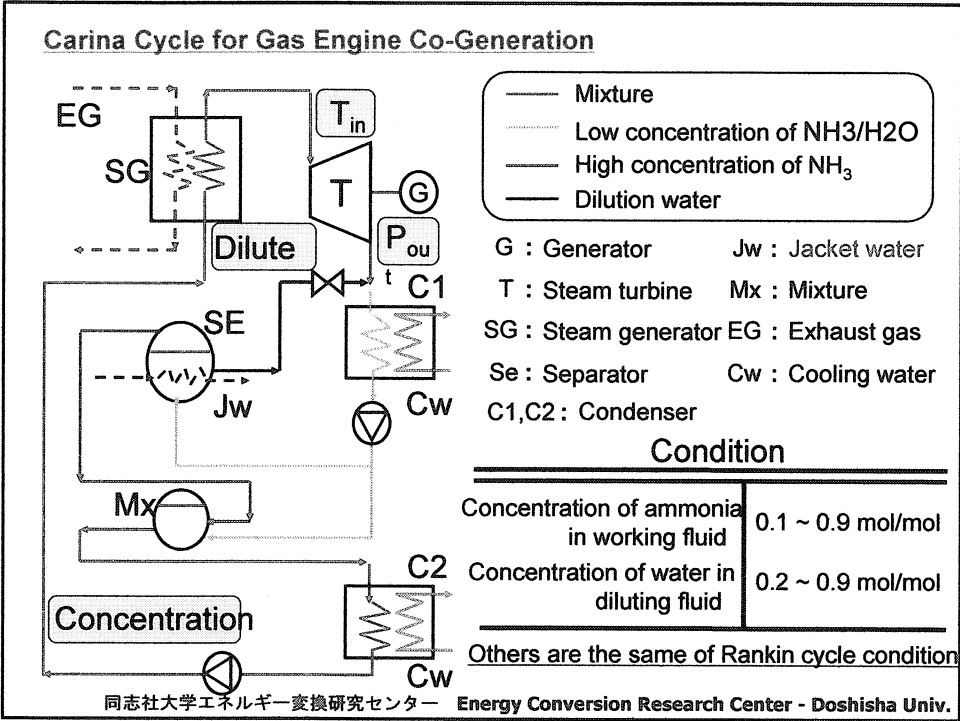 Carina Cycle for Gas Engine Co-Generation
EG
SG
T in
T
G
Dilute
P ou
t
C1
SE
Jw
Cw
Mx
C2
Concentration
Cw
Mixture
Low concentration of NH3/H2O
High concentration of NH3
Dilution water
G : Generator Jw : Jacket water
T : Steam turbine Mx : Mixture
SG : Steam generator EG : Exhaust gas
Se : Separator Cw : Cooling water
C1,C2 : Condenser
Condition
Concentration of ammonia
in working fluid
0.1 ~ 0.9 mol/mol
Concentration of water in
diluting fluid
0.2 ~ 0.9 mol/mol
Others are the same of Rankin cycle condition
同志社大学エネルギー変換研究センター Energy Conversion Research Center - Doshisha Univ.